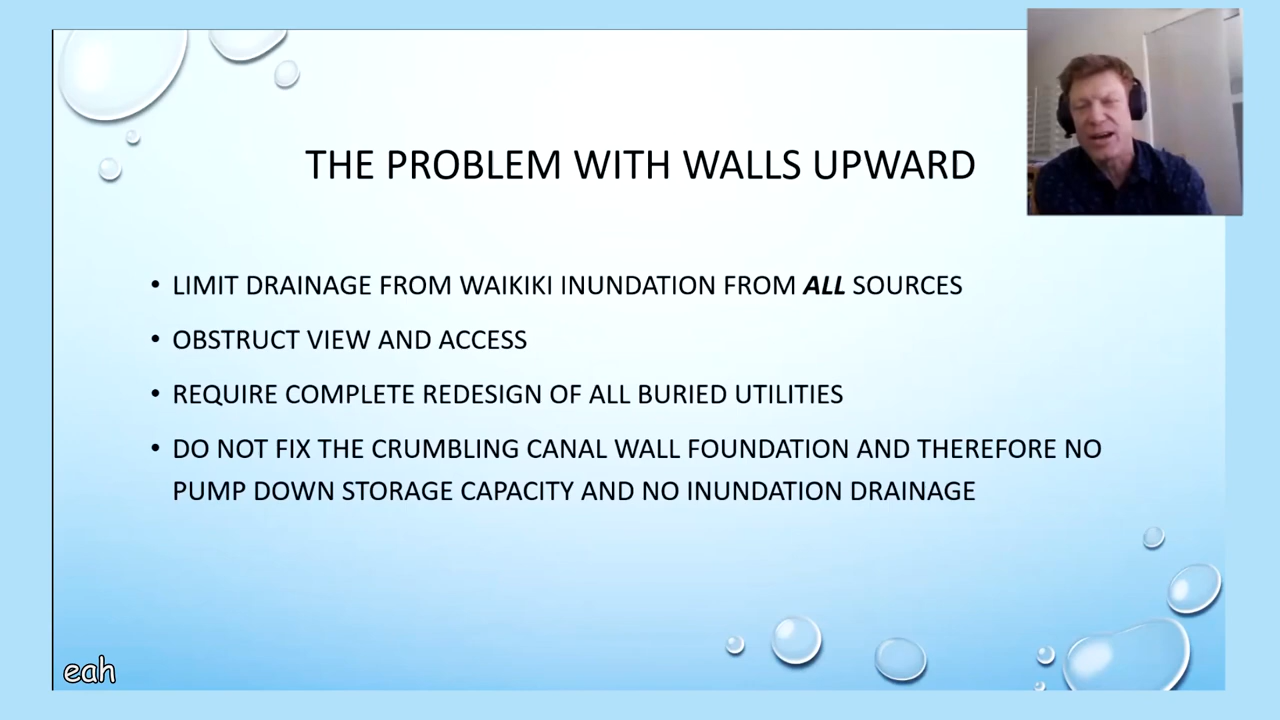 THE PROBLEM WITH WALLS UPWARD
• LIMIT DRAINAGE FROM WAIKIKI INUNDATION FROM ALL SOURCES
• OBSTRUCT VIEW AND ACCESS
• REQUIRE COMPLETE REDESIGN OF ALL BURIED UTILITIES
• DO NOT FIX THE CRUMBLING CANAL WALL FOUNDATION AND THEREFORE NO
PUMP DOWN STORAGE CAPACITY AND NO INUNDATION DRAINAGE
eah